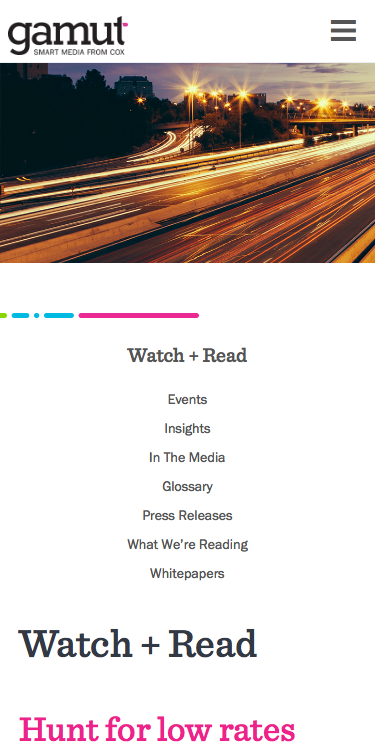 gamut
SMART MEDIA FROM COX
Watch + Read
Events
Insights
In The Media
Glossary
Press Releases
What We're Reading
Whitepapers
Watch + Read
Hunt for low rates